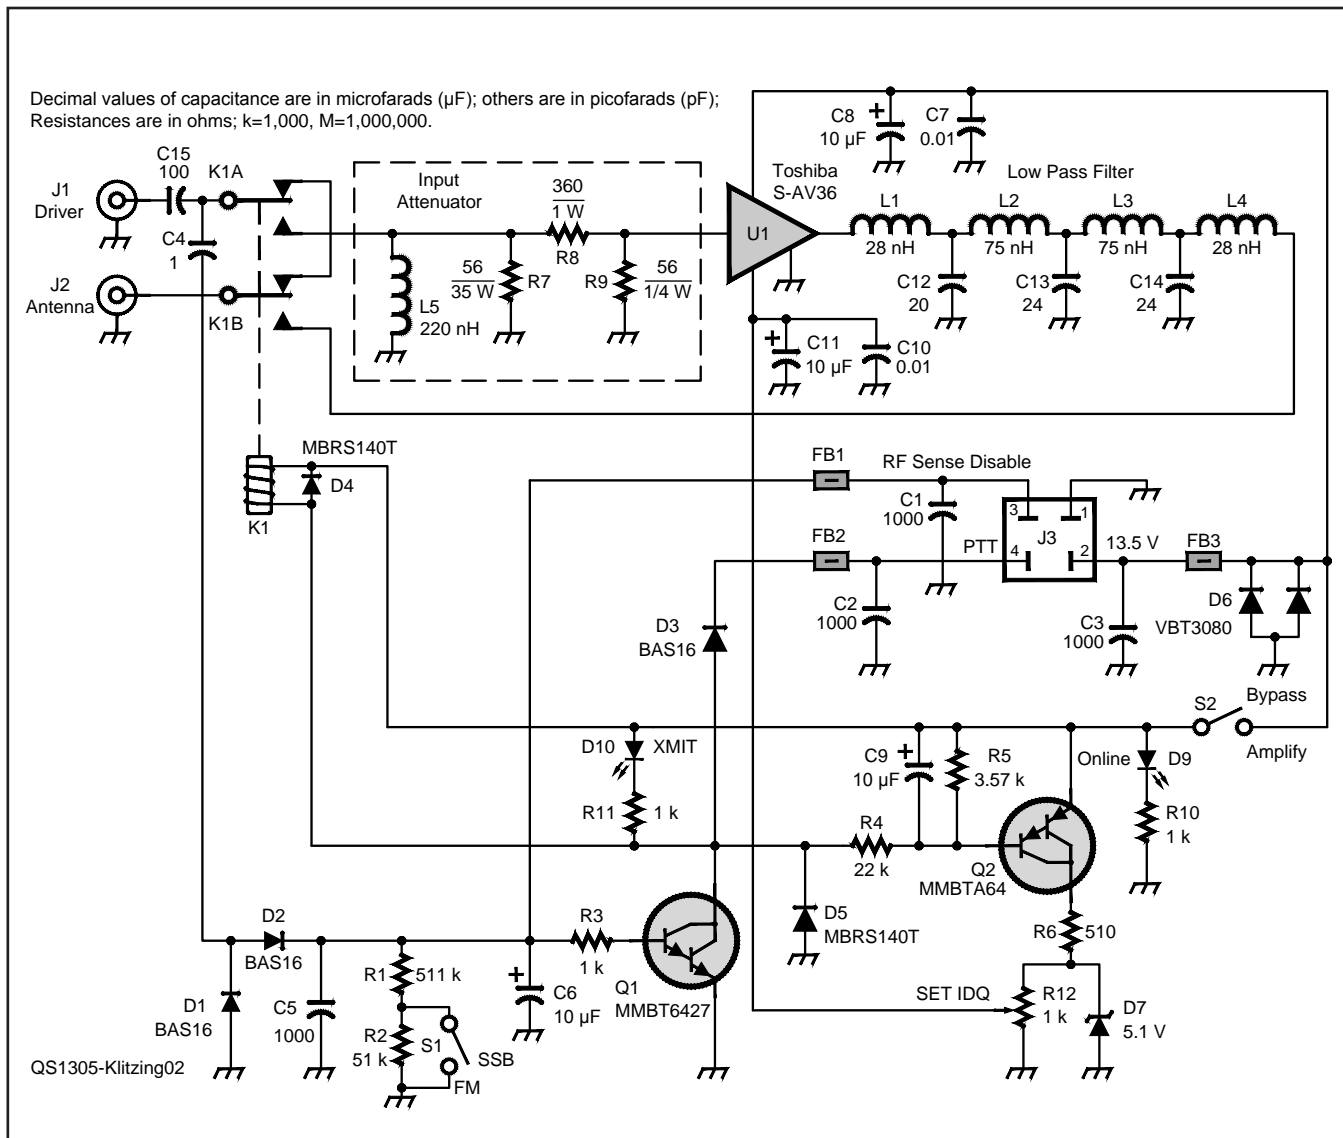 Decimal values of capacitance are in microfarads (µF); others are in picofarads (pF);
Resistances are in ohms; k=1,000, M=1,000,000.
C15
100
K1A
J1
Driver
C4
1
J2
Antenna
K1B
Input
Attenuator
360
1 W
R8
56
35 W
R7
R9
56
1/4 W
L5
220 nH
Toshiba
S-AV36
U1
C8
+
10 µF
C7
0.01
Low Pass Filter
L1
28 nH
L2
75 nH
L3
75 nH
L4
28 nH
C12
20
C13
24
C14
24
+
C11
10 µF
C10
0.01
MBRS140T
D4
K1
FB1
RF Sense Disable
C1
1000
3
1
J3
4
2
FB2
PTT
13.5 V
FB3
C2
1000
C3
1000
D6
VBT3080
D3
BAS16
S2
Bypass
Amplify
D10
XMIT
R11
1 k
C9
+
10 µF
R5
3.57 k
Online
D9
R10
1 k
R4
22 k
Q2
MMBTA64
D5
MBRS140T
R6
510
D2
BAS16
R3
1 k
Q1
MMBT6427
R1
511 k
+
C6
10 µF
D1
BAS16
C5
1000
R2
51 k
S1
SSB
FM
SET IDQ
R12
1 k
D7
5.1 V
QS1305-Klitzing02